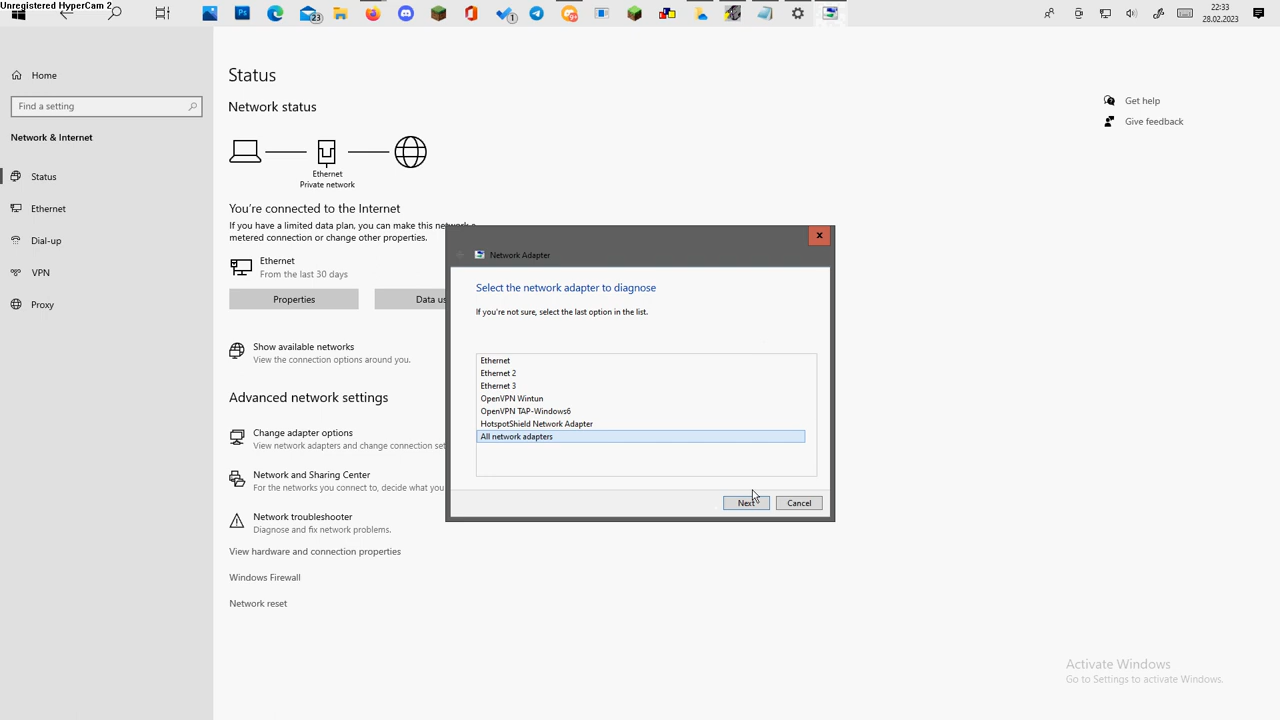 Unregistered HyperCam 2
23
1
22:33
28.02.2023
Home
Find a setting
Network & Internet
Status
Ethernet
Dial-up
VPN
Proxy
Status
Network status
Ethernet
Private network
You're connected to the Internet
If you have a limited data plan, you can make this network a
metered connection or change other properties.
Ethernet
From the last 30 days
Properties
Data us
Show available networks
View the connection options around you.
Advanced network settings
Change adapter options
View network adapters and change connection set
Network and Sharing Center
For the networks you connect to, decide what you
Network troubleshooter
Diagnose and fix network problems.
View hardware and connection properties
Windows Firewall
Network reset
Get help
Give feedback
Network Adapter
Select the network adapter to diagnose
If you're not sure, select the last option in the list.
Ethernet
Ethernet 2
Ethernet 3
OpenVPN Wintun
OpenVPN TAP-Windows6
HotspotShield Network Adapter
All network adapters
Next
Cancel
Activate Windows
Go to Settings to activate Windows.